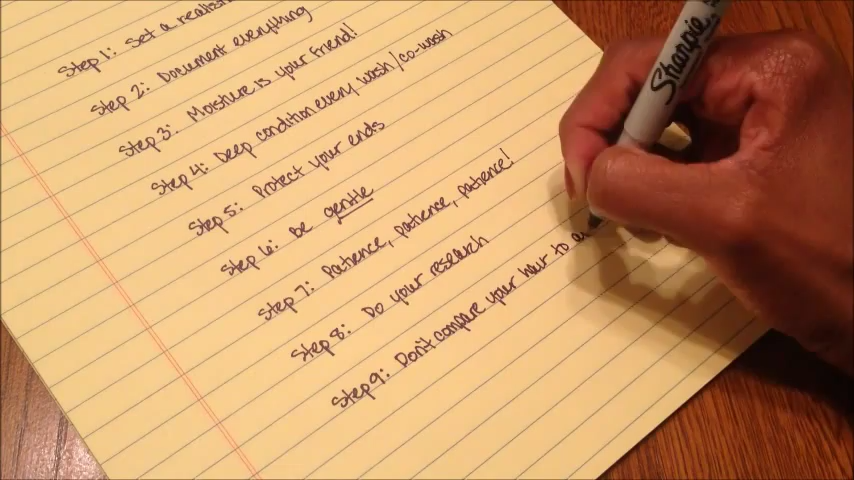 Step 1: Set a realis
Step 2: Document everything
Step 3: Moisture is your friend!
Step 4: Deep condition every wash/co-wash
Step 5: Protect your ends
Step 6: Be gentle
Step 7: Patience, patience, patience!
Step 8: Do your research
Step 9: Don't compare your hair to a
Sharpie